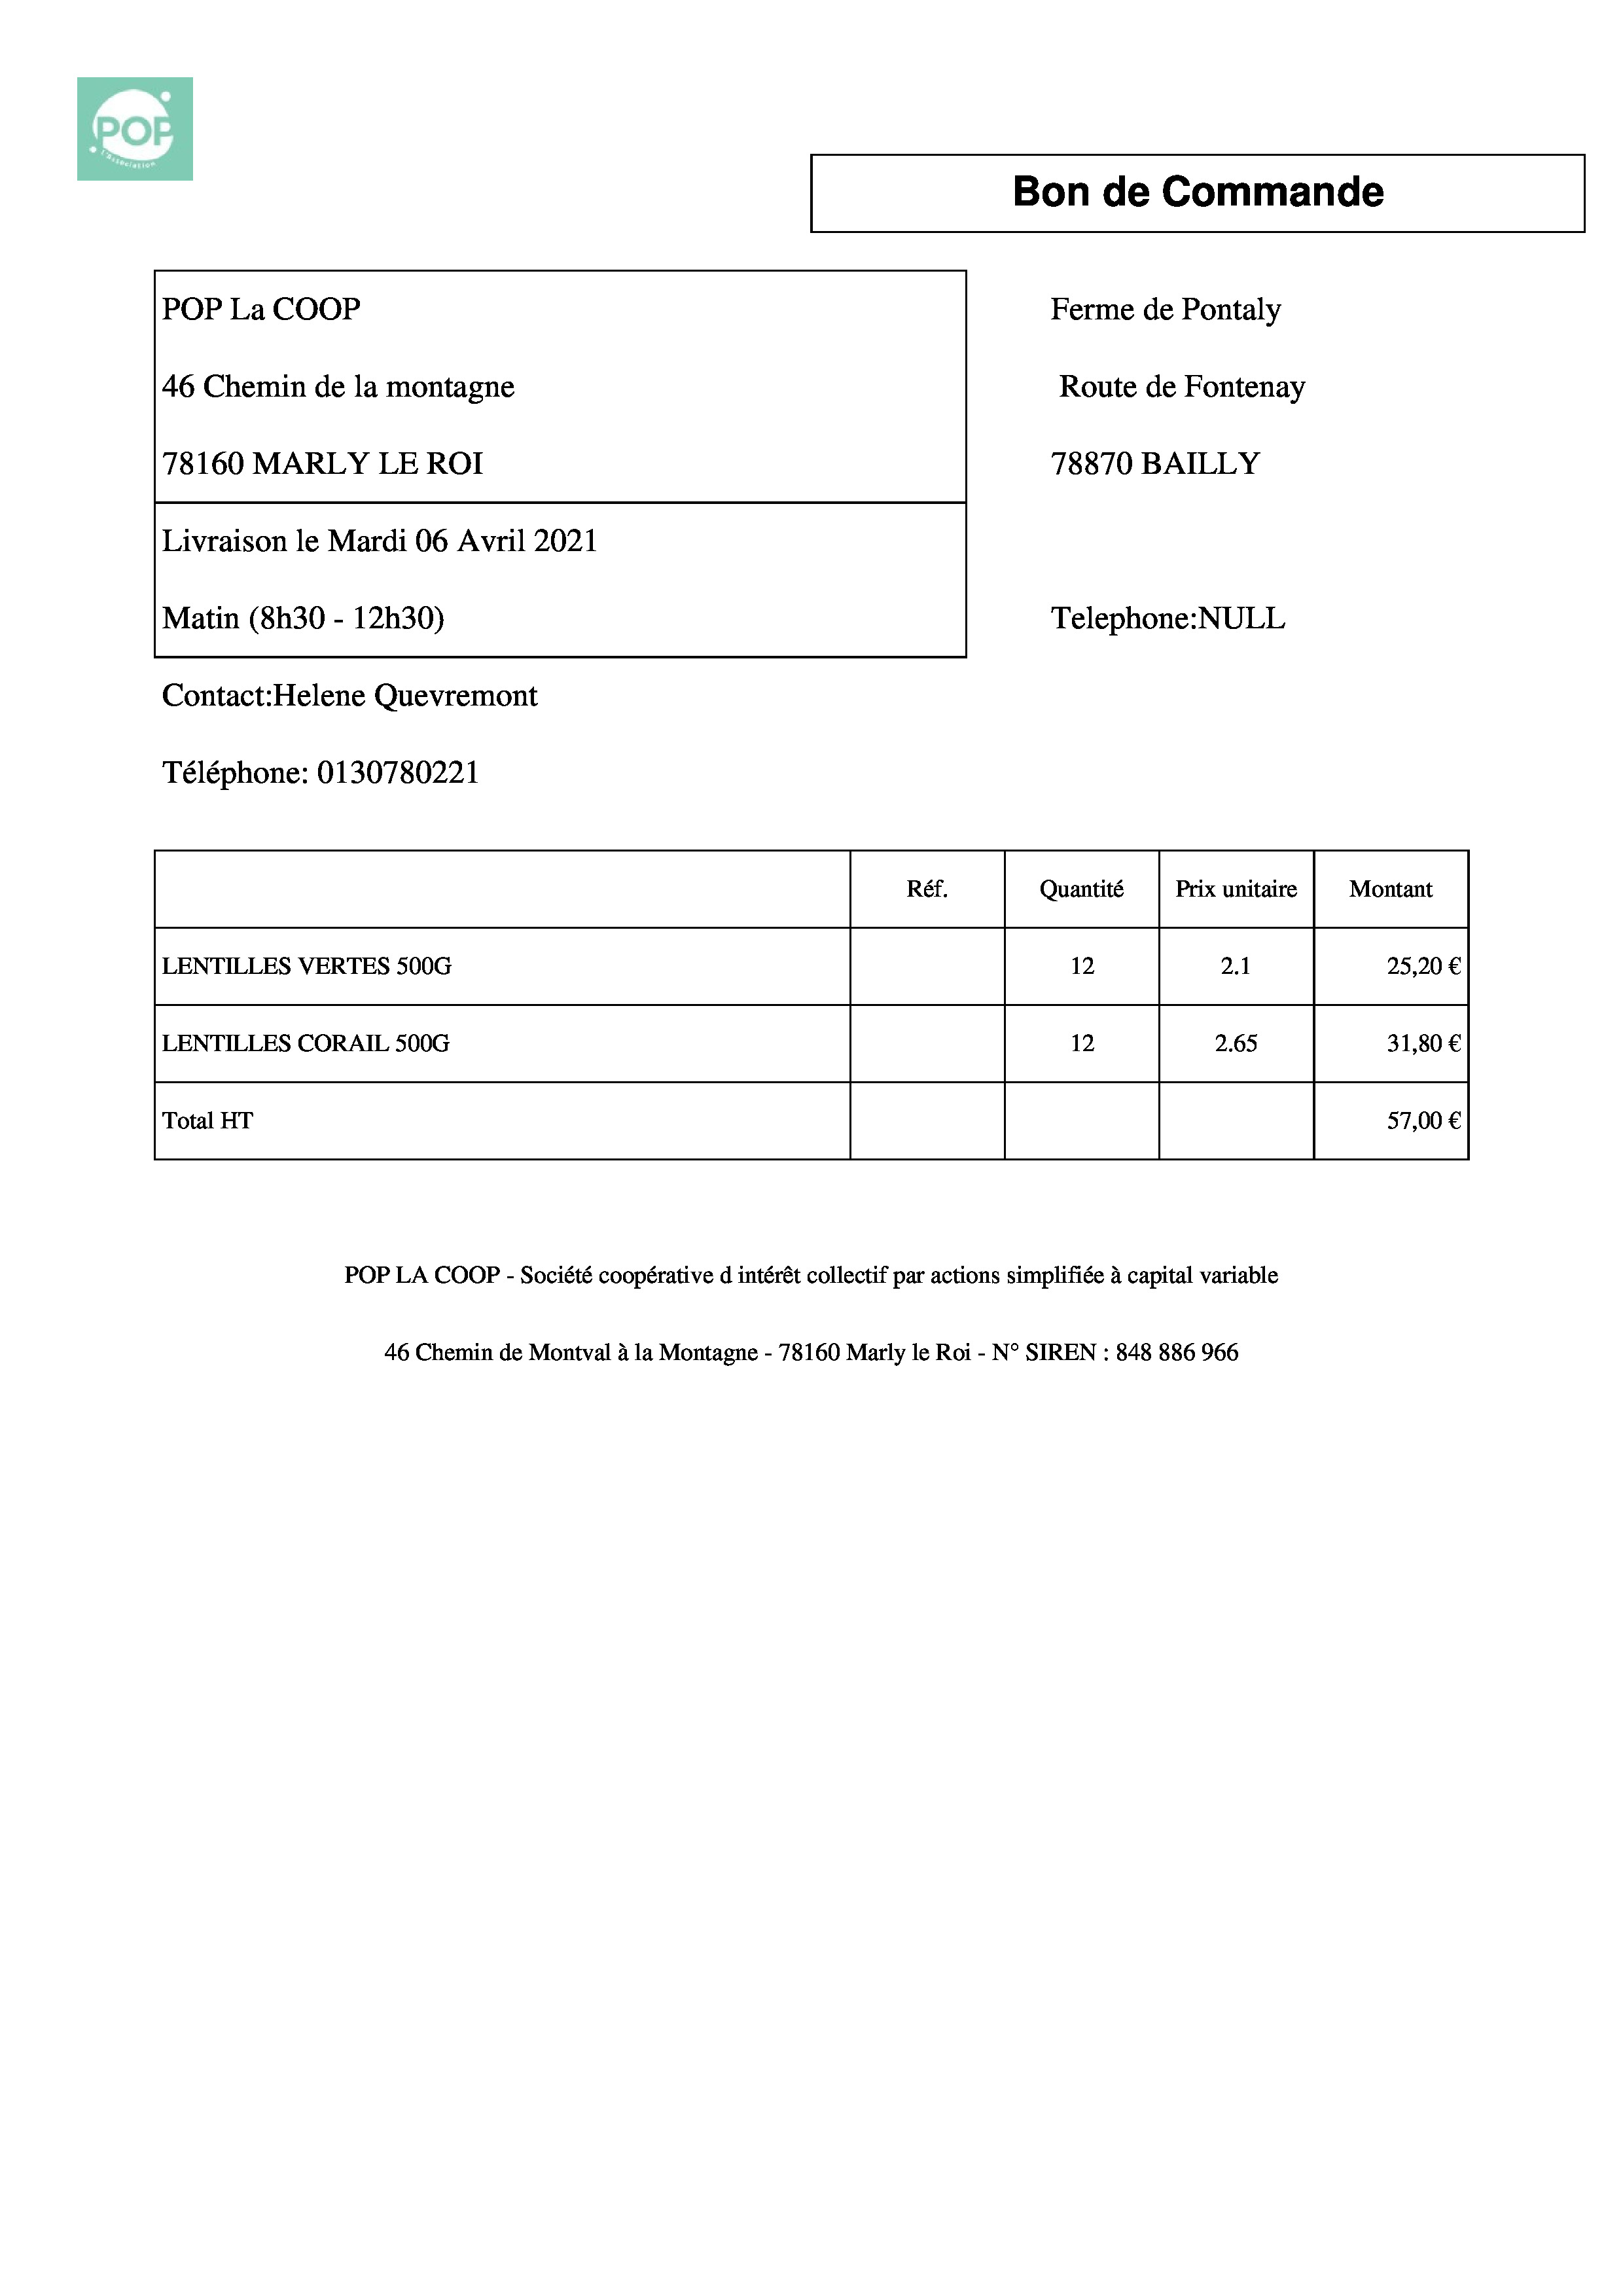 POP
L'Association
Bon de Commande
POP La COOP
46 Chemin de la montagne
78160 MARLY LE ROI
Livraison le Mardi 06 Avril 2021
Matin (8h30 - 12h30)
Contact:Helene Quevremont
Téléphone: 0130780221
Ferme de Pontaly
Route de Fontenay
78870 BAILLY
Telephone:NULL
Réf. Quantité Prix unitaire Montant
LENTILLES VERTES 500G 12 2.1 25,20 €
LENTILLES CORAIL 500G 12 2.65 31,80 €
Total HT 57,00 €
POP LA COOP - Société coopérative d intérêt collectif par actions simplifiée à capital variable
46 Chemin de Montval à la Montagne - 78160 Marly le Roi - N° SIREN : 848 886 966